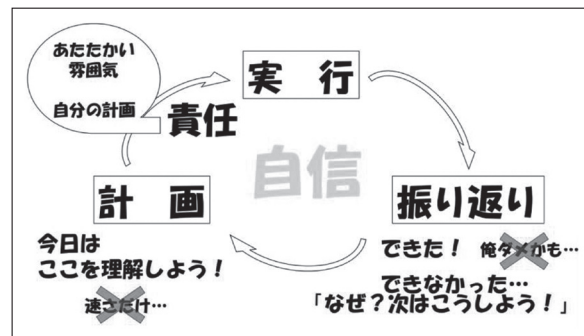 あたたかい
雰囲気
自分の計画
責任
実　行
自信
計　画
振り返り
今日は
ここを理解しよう！
速さだけ…
できた！
俺ダメかも…
できなかった…
「なぜ？次はこうしよう！」